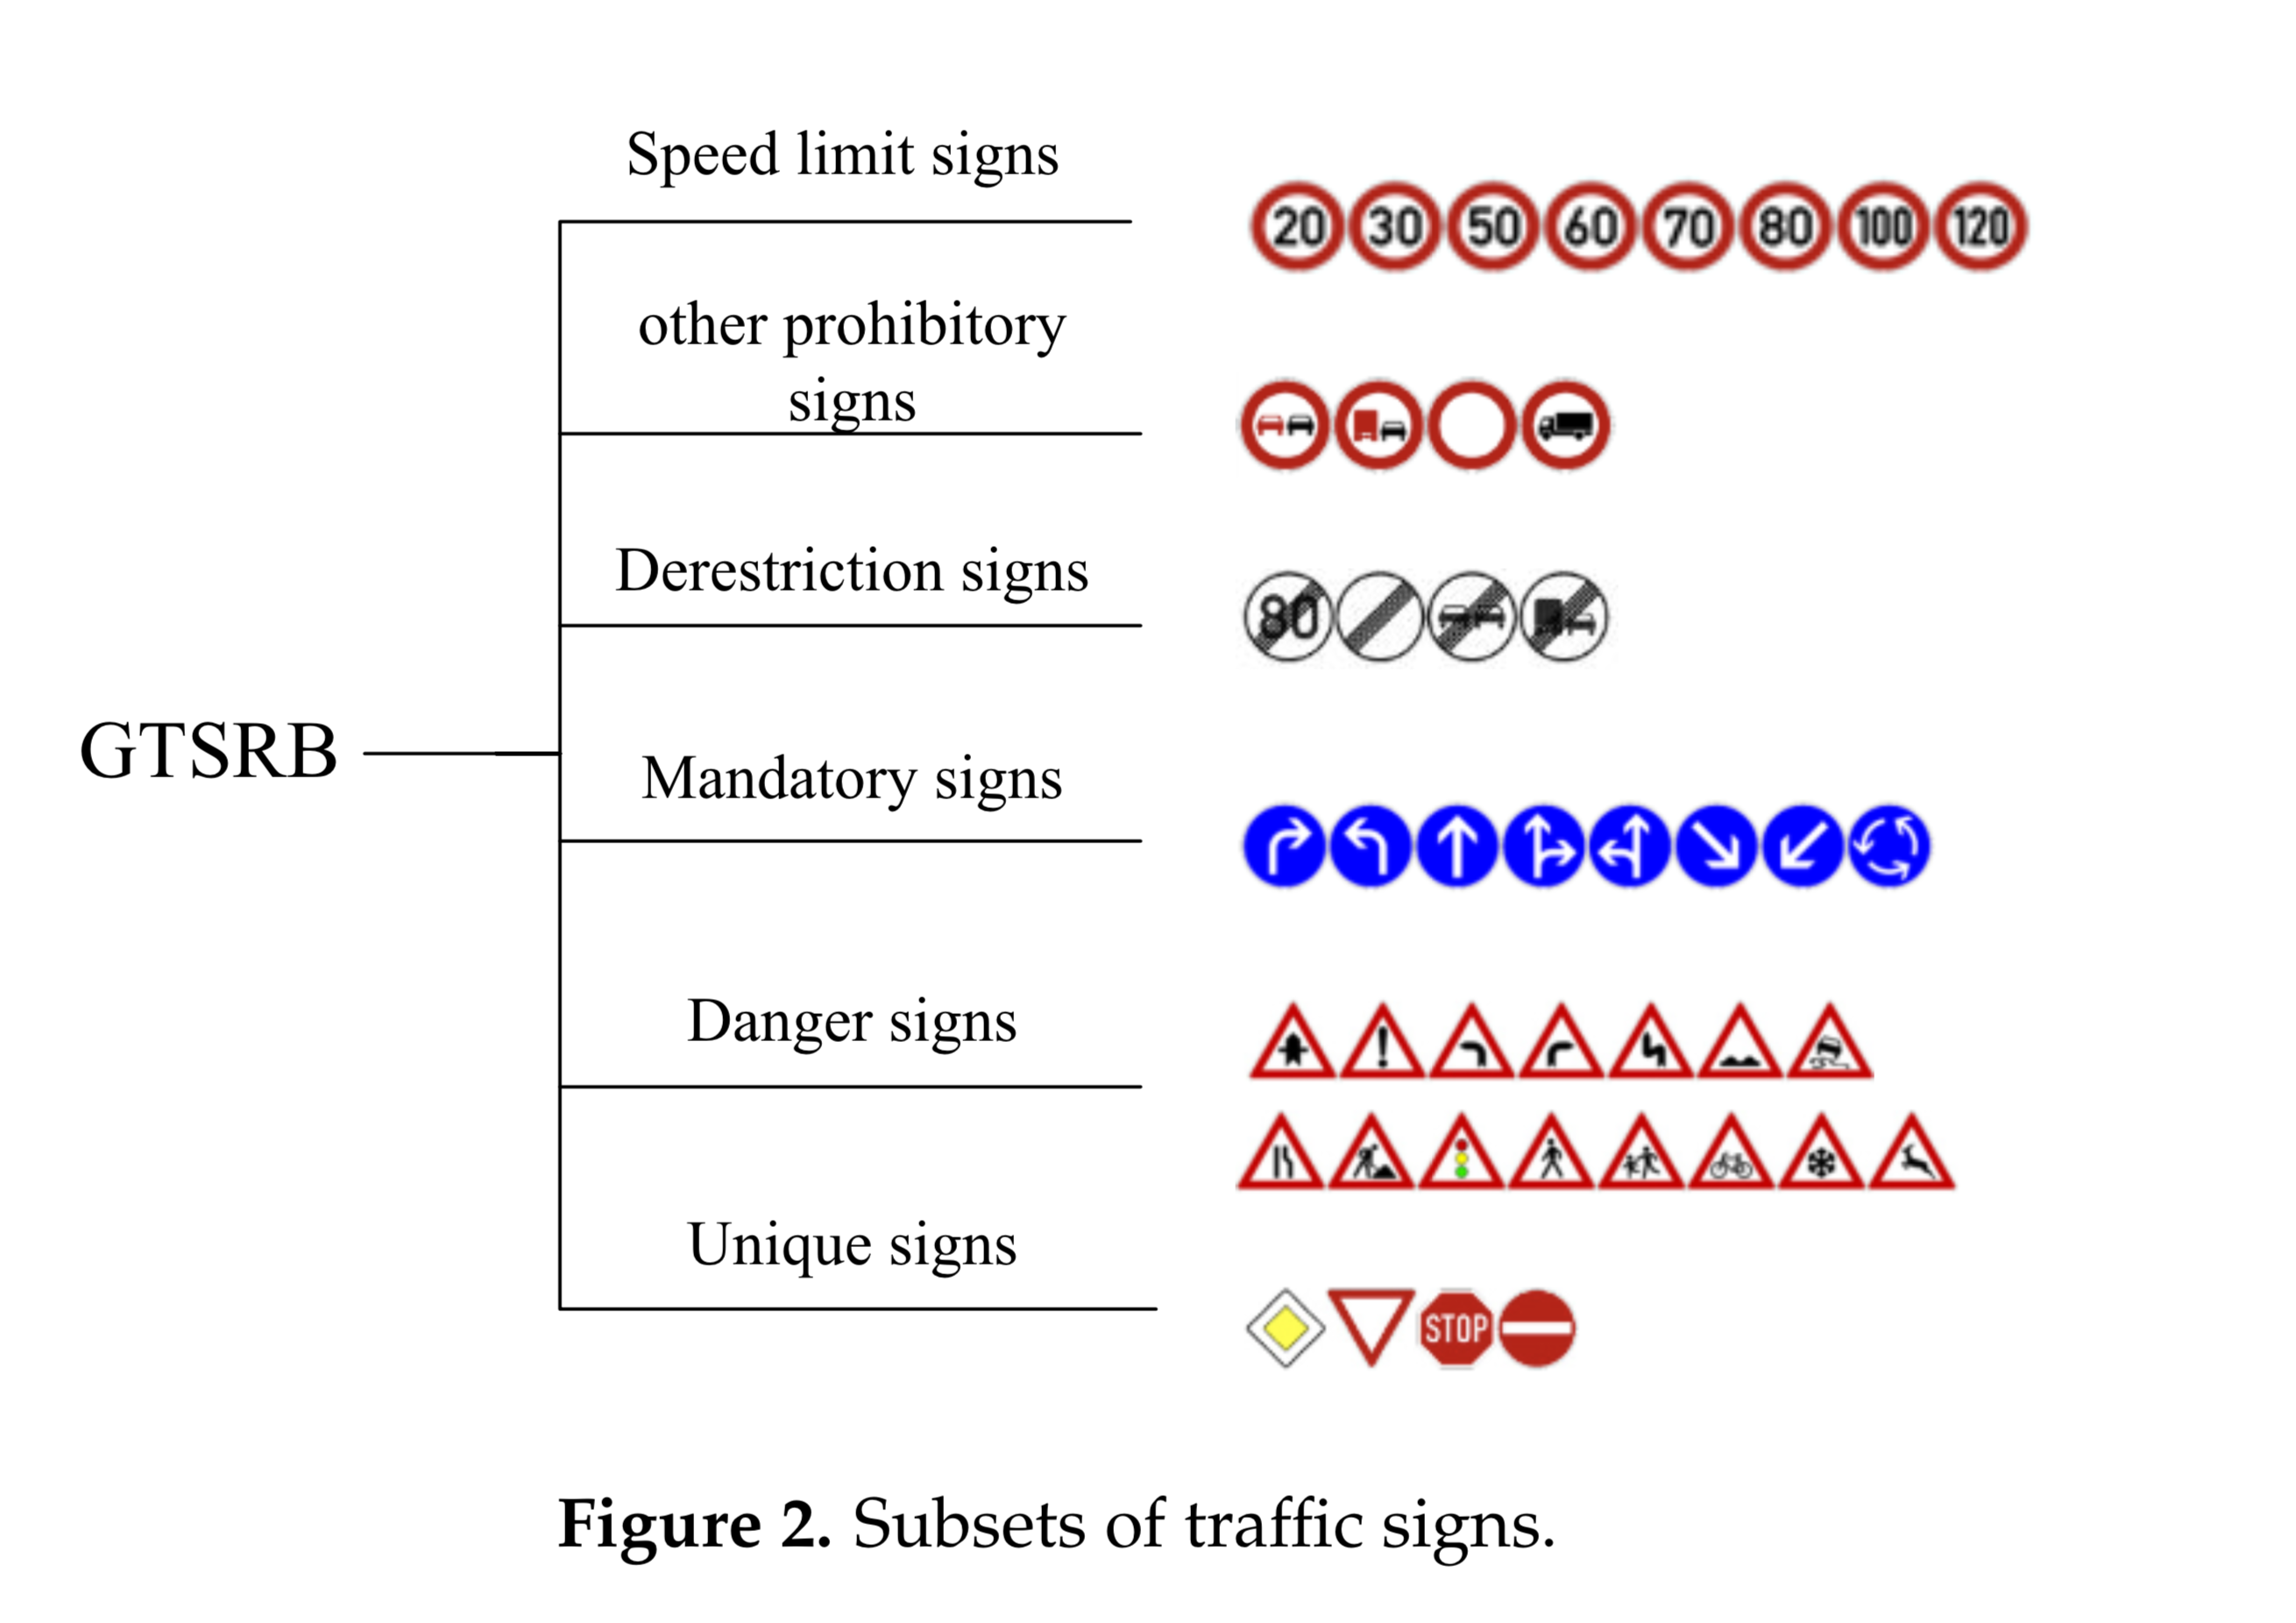 Speed limit signs
20 30 50 60 70 80 100 120
other prohibitory
signs
Derestriction signs
80
GTSRB
Mandatory signs
Danger signs
!
Unique signs
STOP
Figure 2. Subsets of traffic signs.